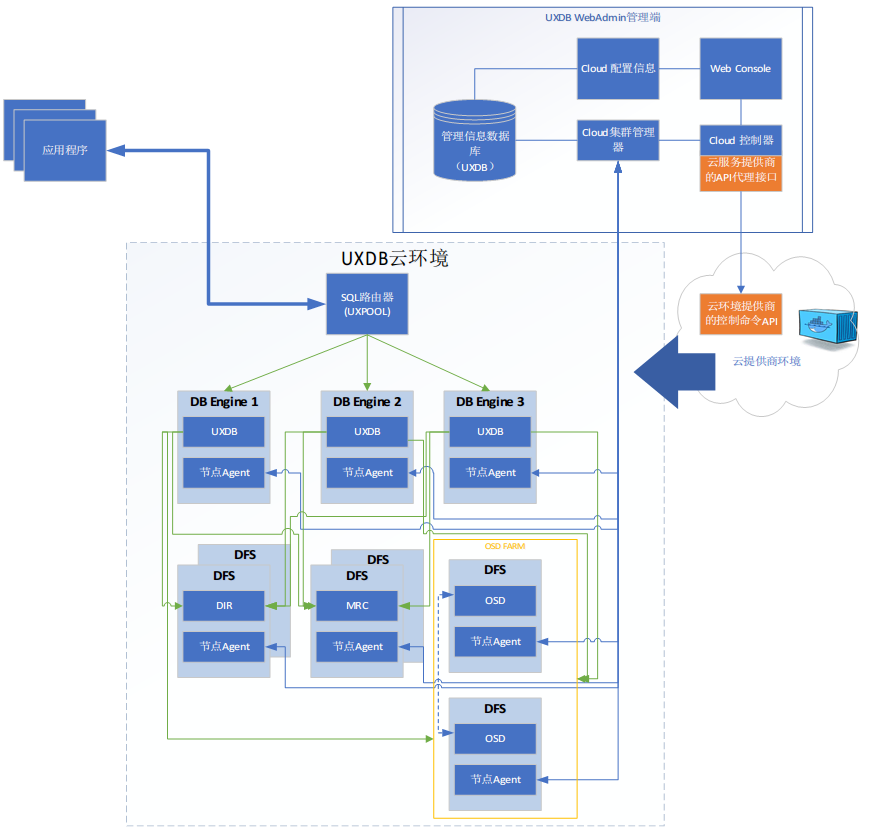 UXDB WebAdmin管理端
Cloud 配置信息
Web Console
管理信息数据
库
（UXDB）
Cloud集群管理
器
Cloud 控制器
云服务提供商
的API代理接口
应用程序
UXDB云环境
SQL路由器
(UXPOOL)
云环境提供商
的控制命令API
云提供商环境
DB Engine 1
UXDB
节点Agent
DB Engine 2
UXDB
节点Agent
DB Engine 3
UXDB
节点Agent
DFS
DFS
DIR
节点Agent
DFS
DFS
MRC
节点Agent
OSD FARM
DFS
OSD
节点Agent
DFS
OSD
节点Agent